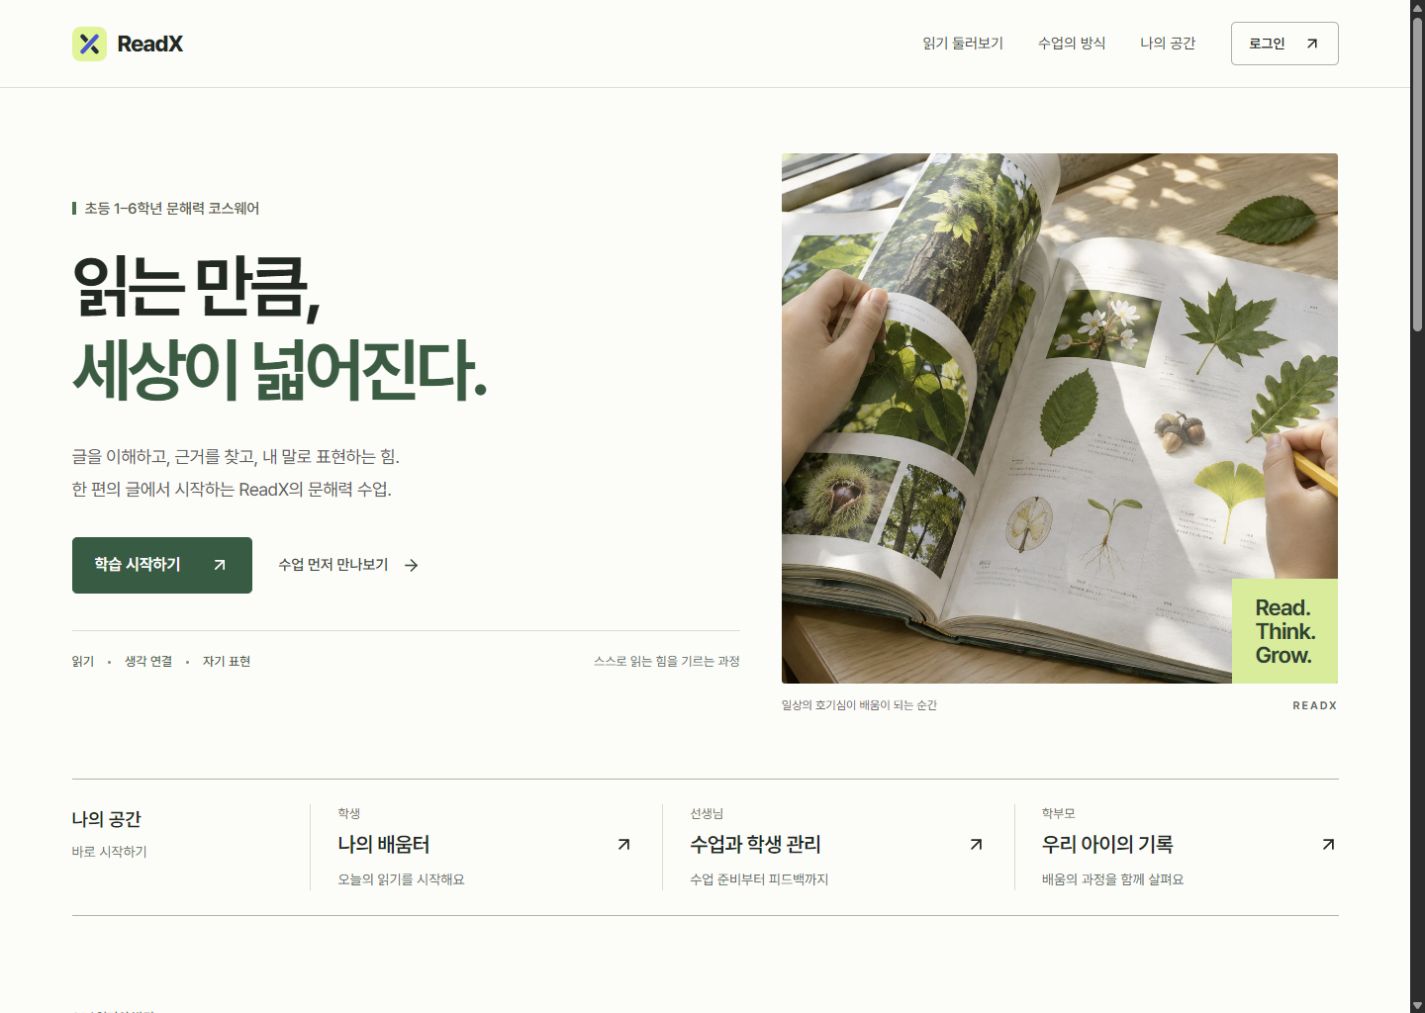 ReadX
읽기 둘러보기
수업의 방식
나의 공간
로그인
초등 1–6학년 문해력 코스웨어
읽는 만큼,
세상이 넓어진다.
글을 이해하고, 근거를 찾고, 내 말로 표현하는 힘.
한 편의 글에서 시작하는 ReadX의 문해력 수업.
학습 시작하기
수업 먼저 만나보기
읽기 • 생각 연결 • 자기 표현
스스로 읽는 힘을 기르는 과정
Read.
Think.
Grow.
일상의 호기심이 배움이 되는 순간
READX
나의 공간
바로 시작하기
학생
나의 배움터
오늘의 읽기를 시작해요
선생님
수업과 학생 관리
수업 준비부터 피드백까지
학부모
우리 아이의 기록
배움의 과정을 함께 살펴요